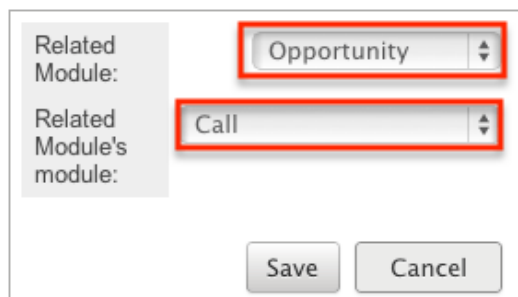 Related
Module:
Opportunity
Related
Module's
module:
Call
Save
Cancel